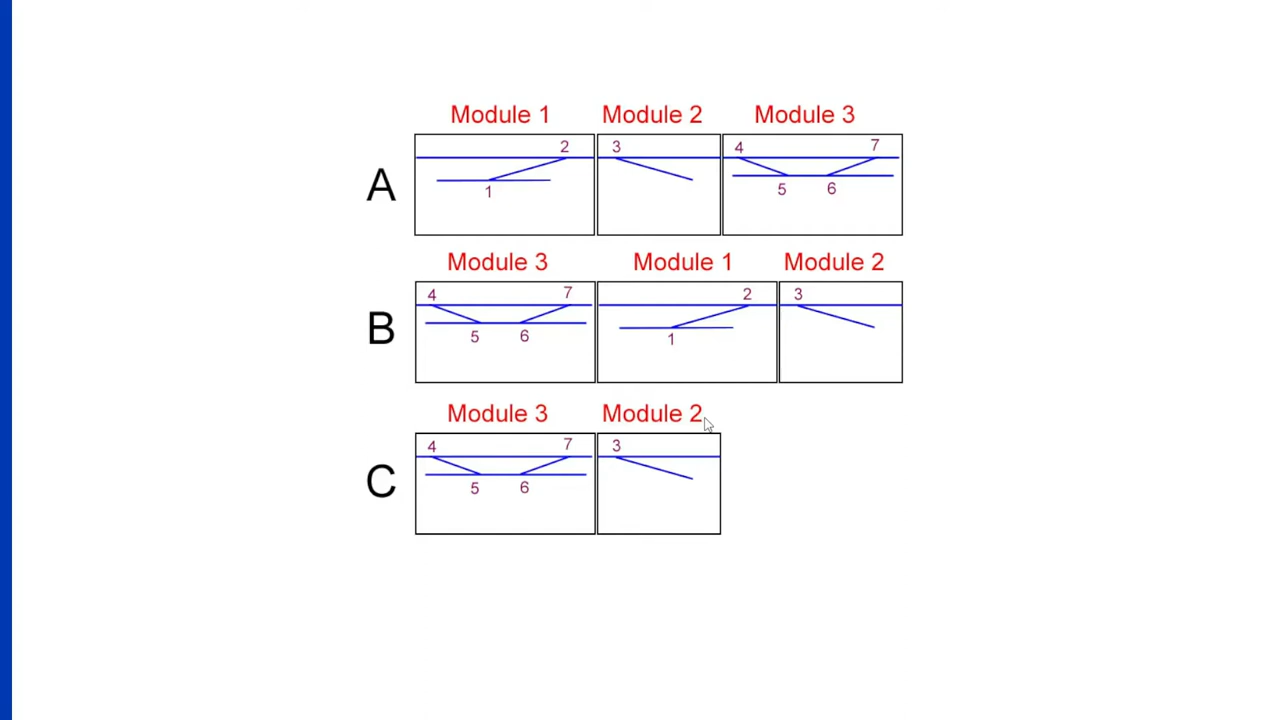 Module 1 Module 2 Module 3
A
2 3 4 7
1 5 6
Module 3 Module 1 Module 2
B
4 7 2 3
5 6 1
Module 3 Module 2
C
4 7 3
5 6